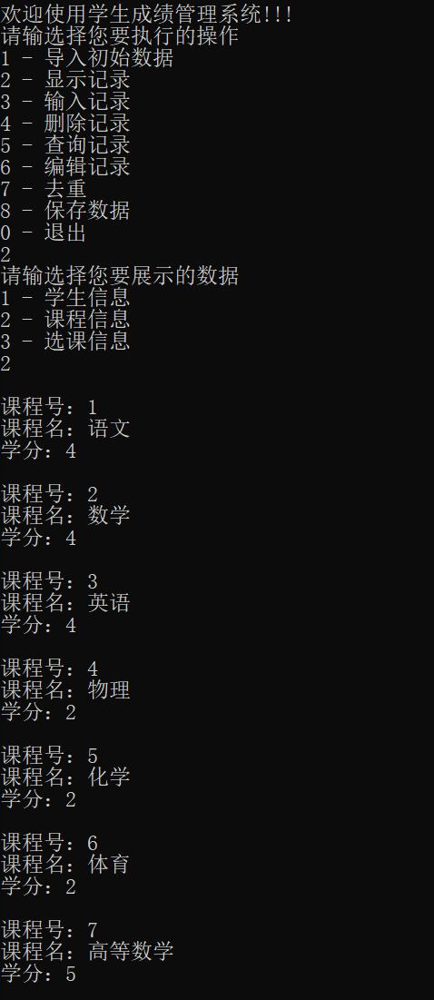 欢迎使用学生成绩管理系统!!!
请输选择您要执行的操作
1 - 导入初始数据
2 - 显示记录
3 - 输入记录
4 - 删除记录
5 - 查询记录
6 - 编辑记录
7 - 去重
8 - 保存数据
0 - 退出
2
请输选择您要展示的数据
1 - 学生信息
2 - 课程信息
3 - 选课信息
2
课程号：1
课程名：语文
学分：4
课程号：2
课程名：数学
学分：4
课程号：3
课程名：英语
学分：4
课程号：4
课程名：物理
学分：2
课程号：5
课程名：化学
学分：2
课程号：6
课程名：体育
学分：2
课程号：7
课程名：高等数学
学分：5